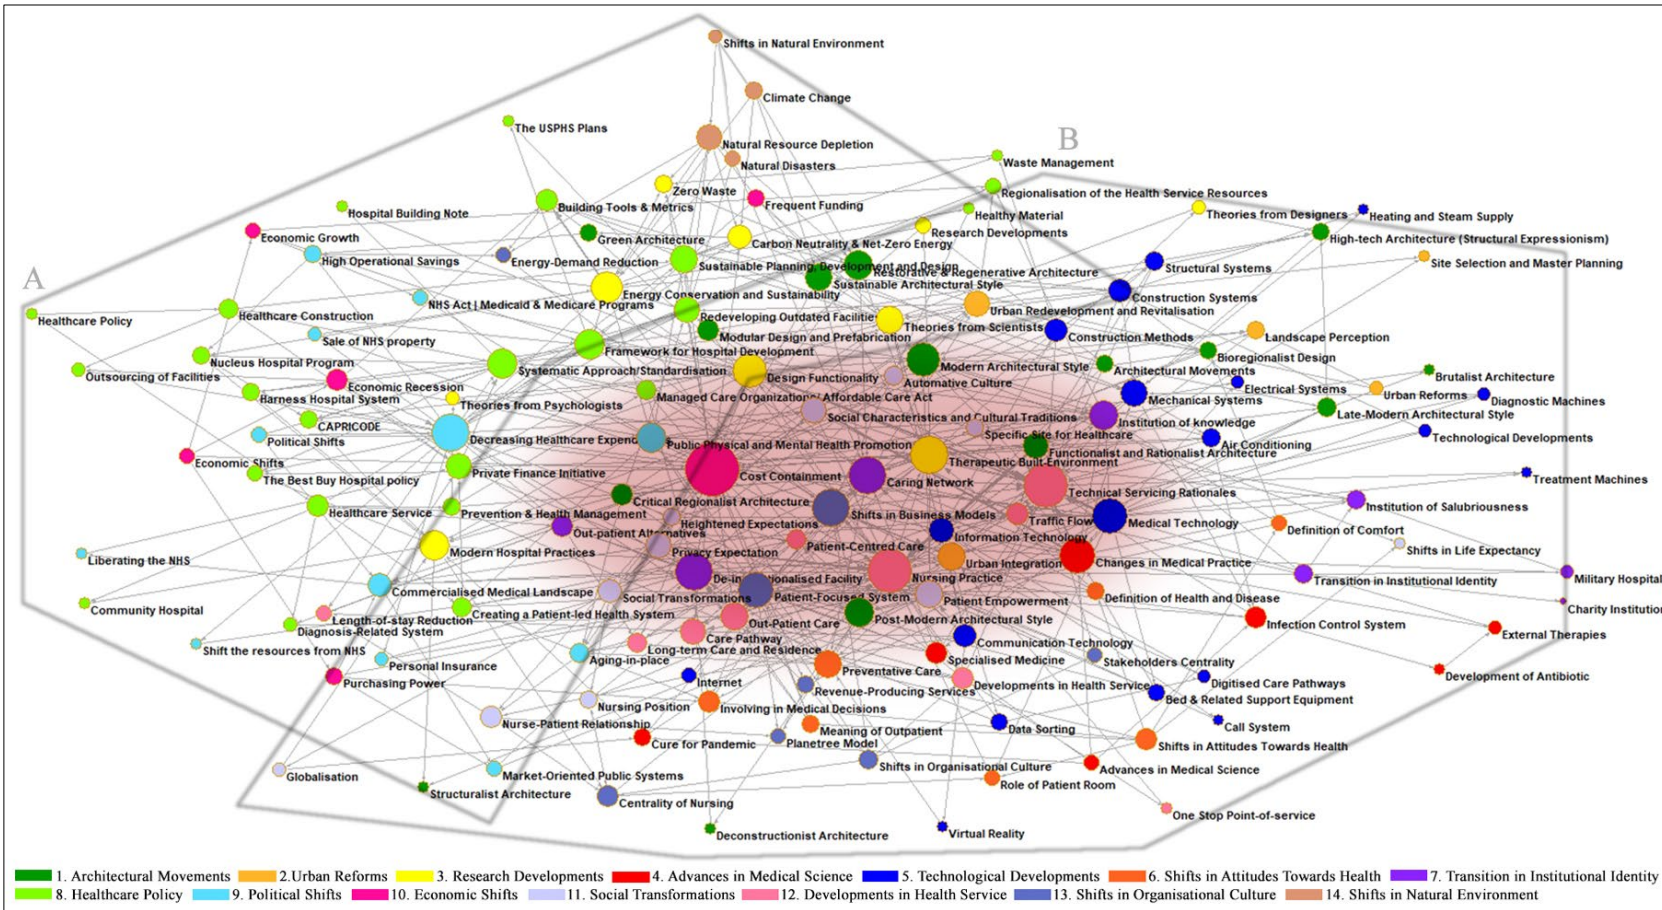 Shifts in Natural Environment
Climate Change
The USPHS Plans
Natural Resource Depletion
B
Natural Disasters
Waste Management
Zero Waste
Regionalisation of the Health Service Resources
Hospital Building Note
Building Tools & Metrics
Frequent Funding
Healthy Material
Theories from Designers
Heating and Steam Supply
Economic Growth
Green Architecture
Carbon Neutrality & Net-Zero Energy
Research Developments
High-tech Architecture (Structural Expressionism)
High Operational Savings
Energy-Demand Reduction
Sustainable Planning, Development and Design
Restorative & Regenerative Architecture
Structural Systems
Site Selection and Master Planning
A
Sustainable Architectural Style
Energy Conservation and Sustainability
Construction Systems
NHS Act | Medicaid & Medicare Programs
Urban Redevelopment and Revitalisation
Healthcare Policy
Healthcare Construction
Redeveloping Outdated Facilities
Theories from Scientists
Sale of NHS property
Modular Design and Prefabrication
Construction Methods
Landscape Perception
Nucleus Hospital Program
Framework for Hospital Development
Bioregionalist Design
Outsourcing of Facilities
Systematic Approach/Standardisation
Design Functionality
Modern Architectural Style
Architectural Movements
Brutalist Architecture
Economic Recession
Automotive Culture
Electrical Systems
Urban Reforms
Diagnostic Machines
Harness Hospital System
Theories from Psychologists
Managed Care Organizations
Affordable Care Act
Mechanical Systems
Late-Modern Architectural Style
CAPRICODE
Social Characteristics and Cultural Traditions
Institution of knowledge
Political Shifts
Decreasing Healthcare
Public Physical and Mental Health Promotion
Specific Site for Healthcare
Air Conditioning
Technological Developments
Functionalist and Rationalist Architecture
Economic Shifts
Private Finance Initiative
Cost Containment
Therapeutic Built-Environment
The Best Buy Hospital policy
Caring Network
Treatment Machines
Critical Regionalist Architecture
Technical Servicing Rationales
Healthcare Service
Prevention & Health Management
Heightened Expectations
Shifts in Business Models
Traffic Flow
Medical Technology
Institution of Salubriousness
Out-patient Alternatives
Information Technology
Definition of Comfort
Liberating the NHS
Modern Hospital Practices
Privacy Expectation
Patient-Centred Care
Urban Integration
Changes in Medical Practice
Shifts in Life Expectancy
Commercialised Medical Landscape
De-institutionalised Facility
Nursing Practice
Transition in Institutional Identity
Military Hospital
Community Hospital
Social Transformations
Patient-Focused System
Patient Empowerment
Definition of Health and Disease
Charity Institution
Length-of-stay Reduction
Creating a Patient-led Health System
Out-Patient Care
Post-Modern Architectural Style
Infection Control System
External Therapies
Diagnosis-Related System
Care Pathway
Communication Technology
Shift the resources from NHS
Personal Insurance
Aging-in-place
Long-term Care and Residence
Specialised Medicine
Stakeholders Centrality
Purchasing Power
Internet
Preventative Care
Developments in Health Service
Digitised Care Pathways
Development of Antibiotic
Revenue-Producing Services
Bed & Related Support Equipment
Nursing Position
Involving in Medical Decisions
Nurse-Patient Relationship
Meaning of Outpatient
Data Sorting
Call System
Cure for Pandemic
Planetree Model
Shifts in Attitudes Towards Health
Globalisation
Market-Oriented Public Systems
Shifts in Organisational Culture
Advances in Medical Science
Structuralist Architecture
Centrality of Nursing
Role of Patient Room
One Stop Point-of-service
Deconstructionist Architecture
Virtual Reality
1. Architectural Movements 2.Urban Reforms 3. Research Developments 4. Advances in Medical Science 5. Technological Developments 6. Shifts in Attitudes Towards Health 7. Transition in Institutional Identity
8. Healthcare Policy 9. Political Shifts 10. Economic Shifts 11. Social Transformations 12. Developments in Health Service 13. Shifts in Organisational Culture 14. Shifts in Natural Environment